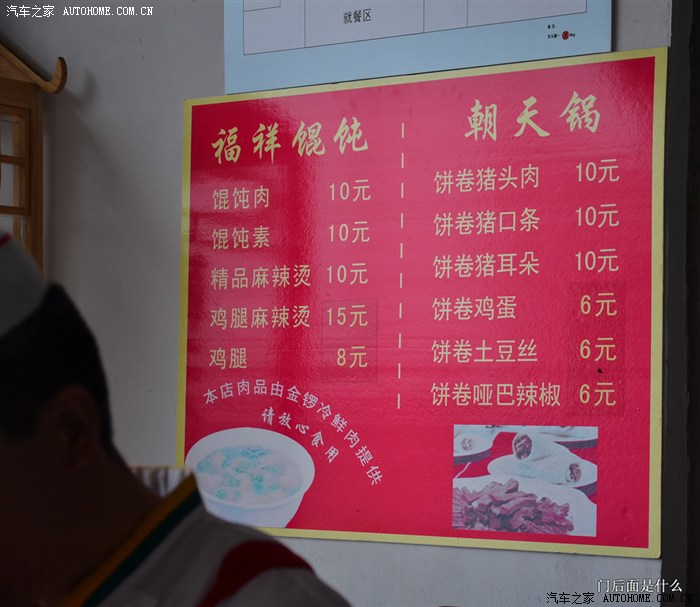 汽车之家 AUTOHOME.COM.CN
就餐区
福祥馄饨
馄饨肉 10元
馄饨素 10元
精品麻辣烫 10元
鸡腿麻辣烫 15元
鸡腿 8元
本店肉品由金锣冷鲜肉提供
请放心食用
朝天锅
饼卷猪头肉 10元
饼卷猪口条 10元
饼卷猪耳朵 10元
饼卷鸡蛋 6元
饼卷土豆丝 6元
饼卷哑巴辣椒 6元
门后面是什么
汽车之家 AUTOHOME.COM.CN